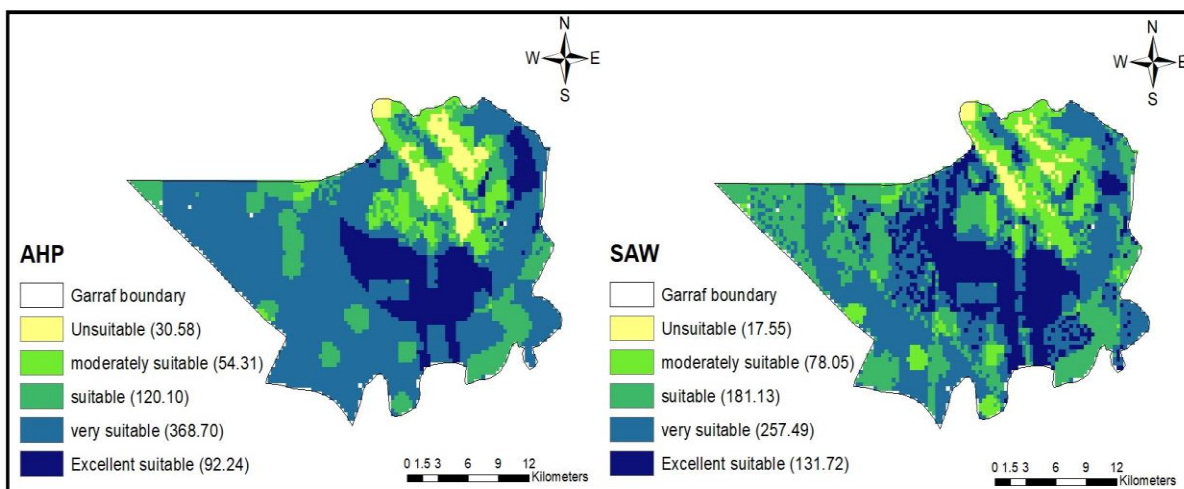 N
W E
S
AHP
Garraf boundary
Unsuitable (30.58)
moderately suitable (54.31)
suitable (120.10)
very suitable (368.70)
Excellent suitable (92.24)
0 1.5 3 6 9 12
Kilometers
N
W E
S
SAW
Garraf boundary
Unsuitable (17.55)
moderately suitable (78.05)
suitable (181.13)
very suitable (257.49)
Excellent suitable (131.72)
0 1.5 3 6 9 12
Kilometers